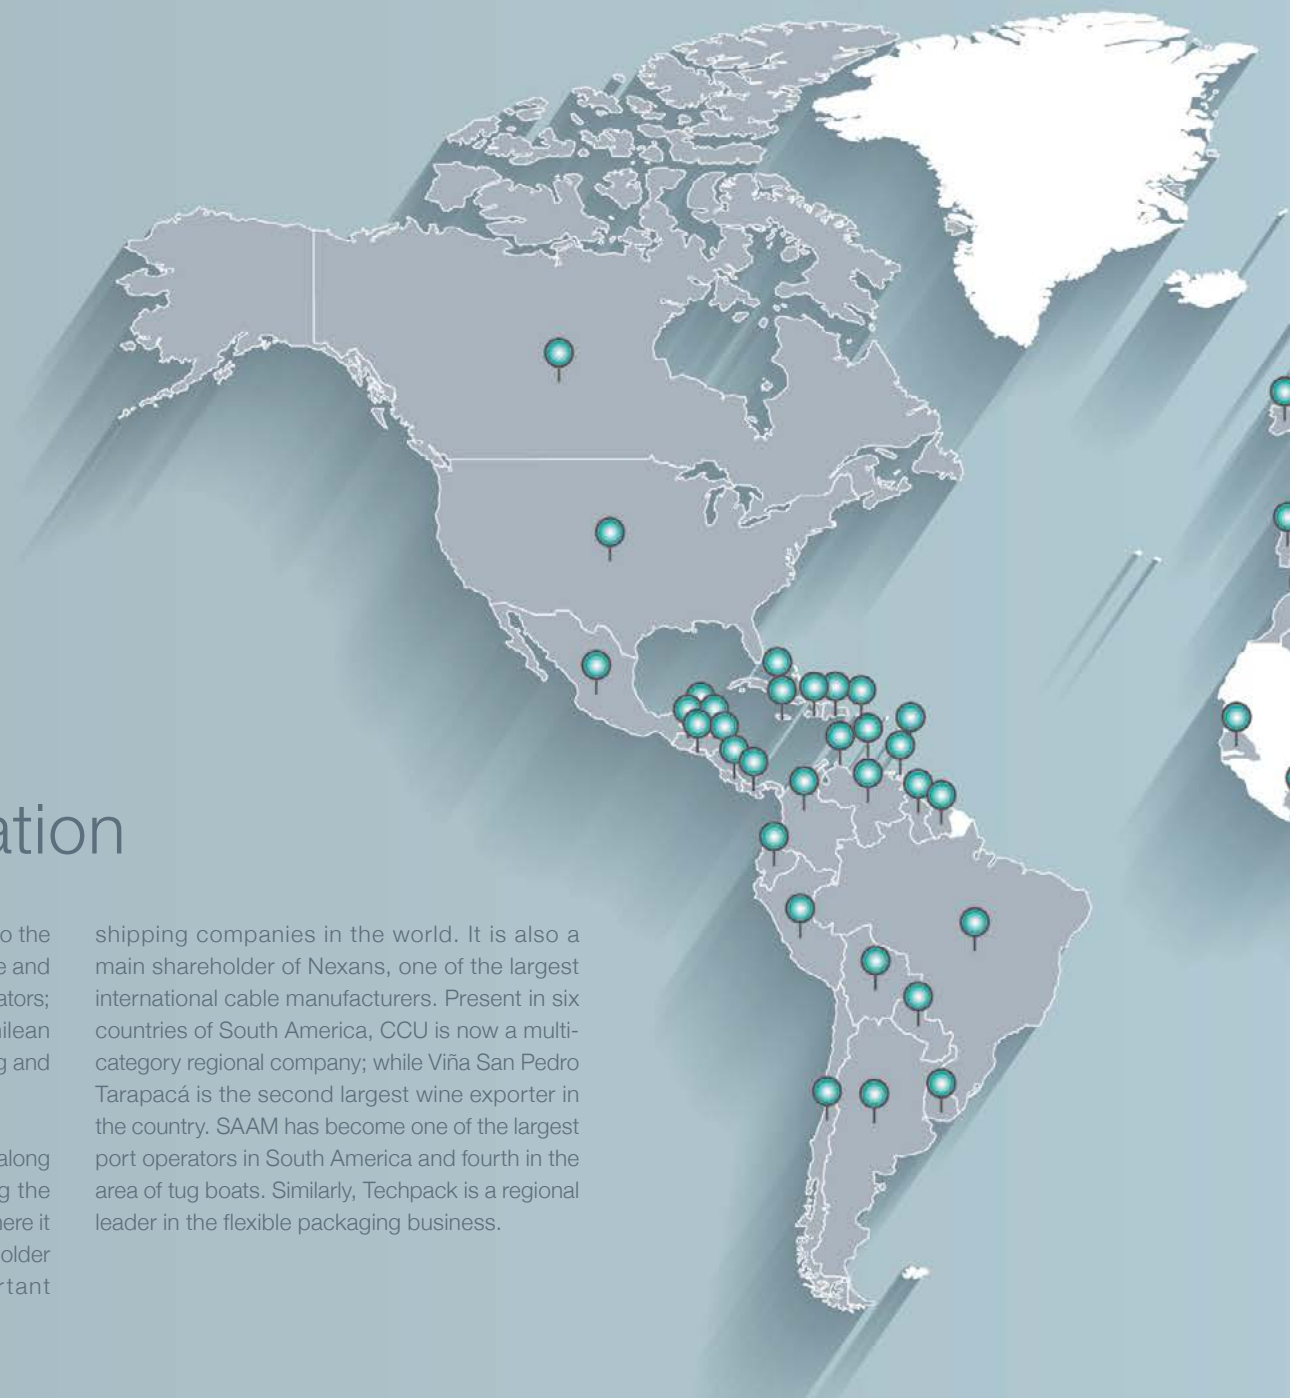 ation
o the
e and
ators;
ilean
g and
along
g the
here it
older
rtant
shipping companies in the world. It is also a
main shareholder of Nexans, one of the largest
international cable manufacturers. Present in six
countries of South America, CCU is now a multi-
category regional company; while Viña San Pedro
Tarapacá is the second largest wine exporter in
the country. SAAM has become one of the largest
port operators in South America and fourth in the
area of tug boats. Similarly, Techpack is a regional
leader in the flexible packaging business.